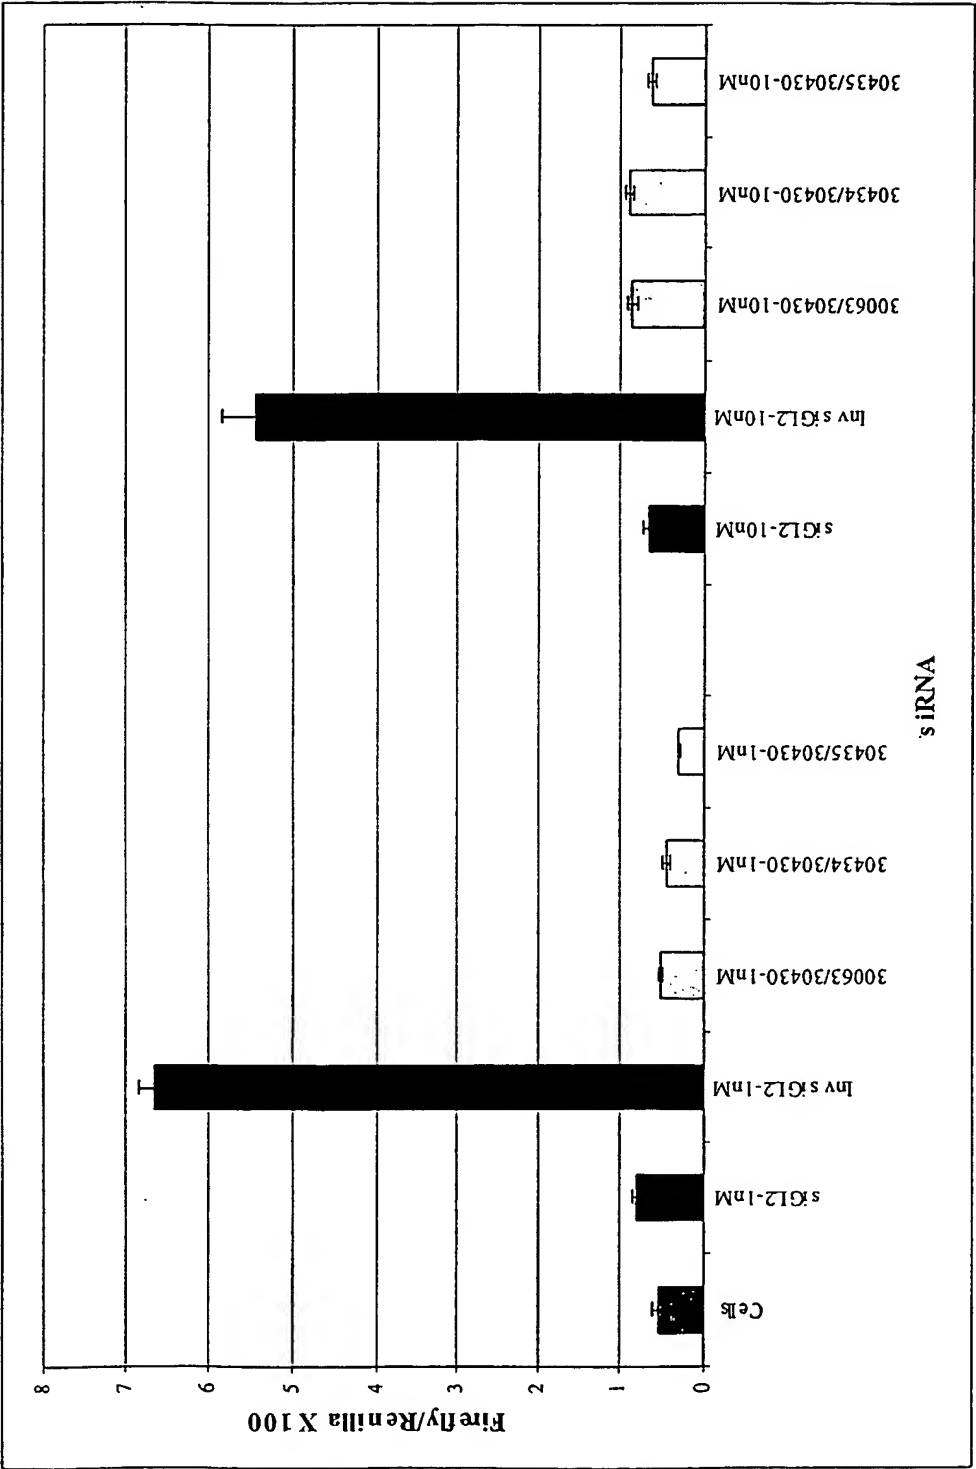 Firefly/Renilla X 100
8
7
6
5
4
3
2
1
0
Cells
siGL2-1nM
Inv siGL2-1nM
30063/30430-1nM
30434/30430-1nM
30435/30430-1nM
siGL2-10nM
Inv siGL2-10nM
30063/30430-10nM
30434/30430-10nM
30435/30430-10nM
siRNA